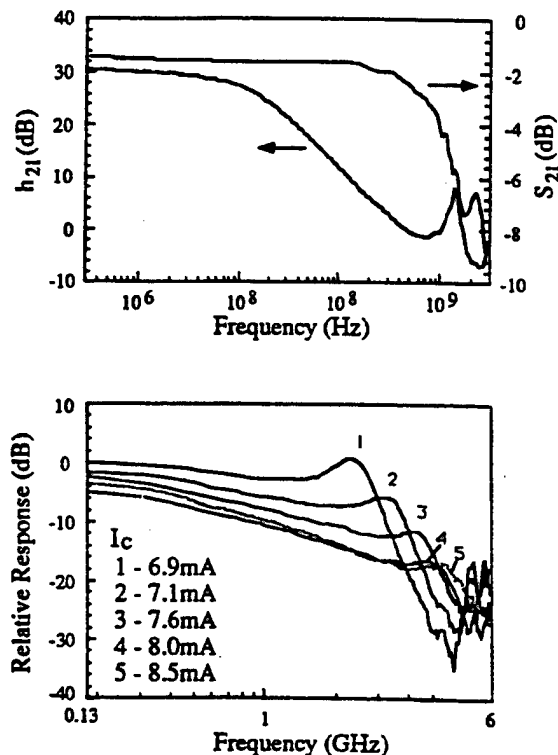 40
30
20
10
0
-10
h21 (dB)
0
-2
-4
-6
-8
-10
S21 (dB)
10^6 10^8 10^8 10^9
Frequency (Hz)
10
0
-10
-20
-30
-40
Relative Response (dB)
1
2
3
4
5
Ic
1 - 6.9mA
2 - 7.1mA
3 - 7.6mA
4 - 8.0mA
5 - 8.5mA
0.13 1 6
Frequency (GHz)